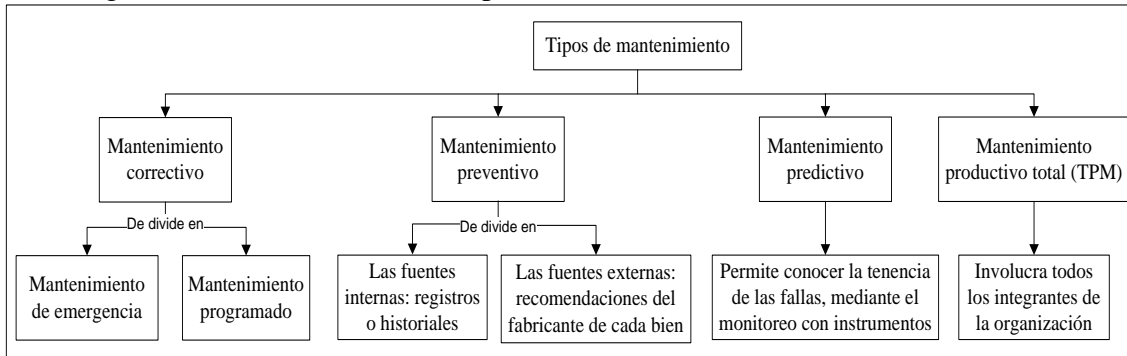 Tipos de mantenimiento
Mantenimiento
correctivo
Mantenimiento
preventivo
Mantenimiento
predictivo
Mantenimiento
productivo total (TPM)
De divide en
De divide en
Mantenimiento
de emergencia
Mantenimiento
programado
Las fuentes
internas: registros
o historiales
Las fuentes externas:
recomendaciones del
fabricante de cada bien
Permite conocer la tenencia
de las fallas, mediante el
monitoreo con instrumentos
Involucra todos
los integrantes de
la organización